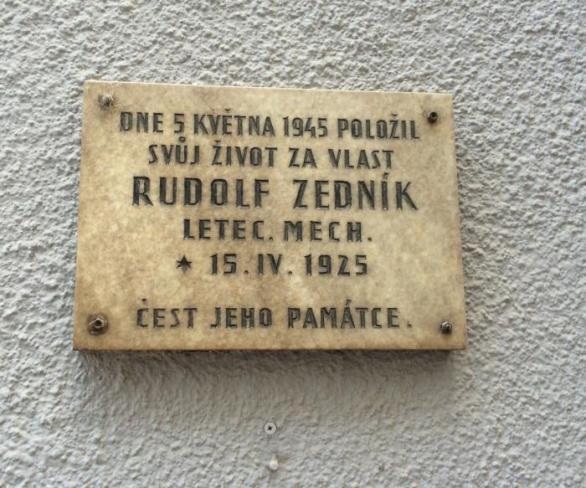 DNE 5 KVĚTNA 1945 POLOŽIL
SVŮJ ŽIVOT ZA VLAST
RUDOLF ZEDNÍK
LETEC. MECH.
* 15. IV. 1925
ČEST JEHO PAMÁTCE.